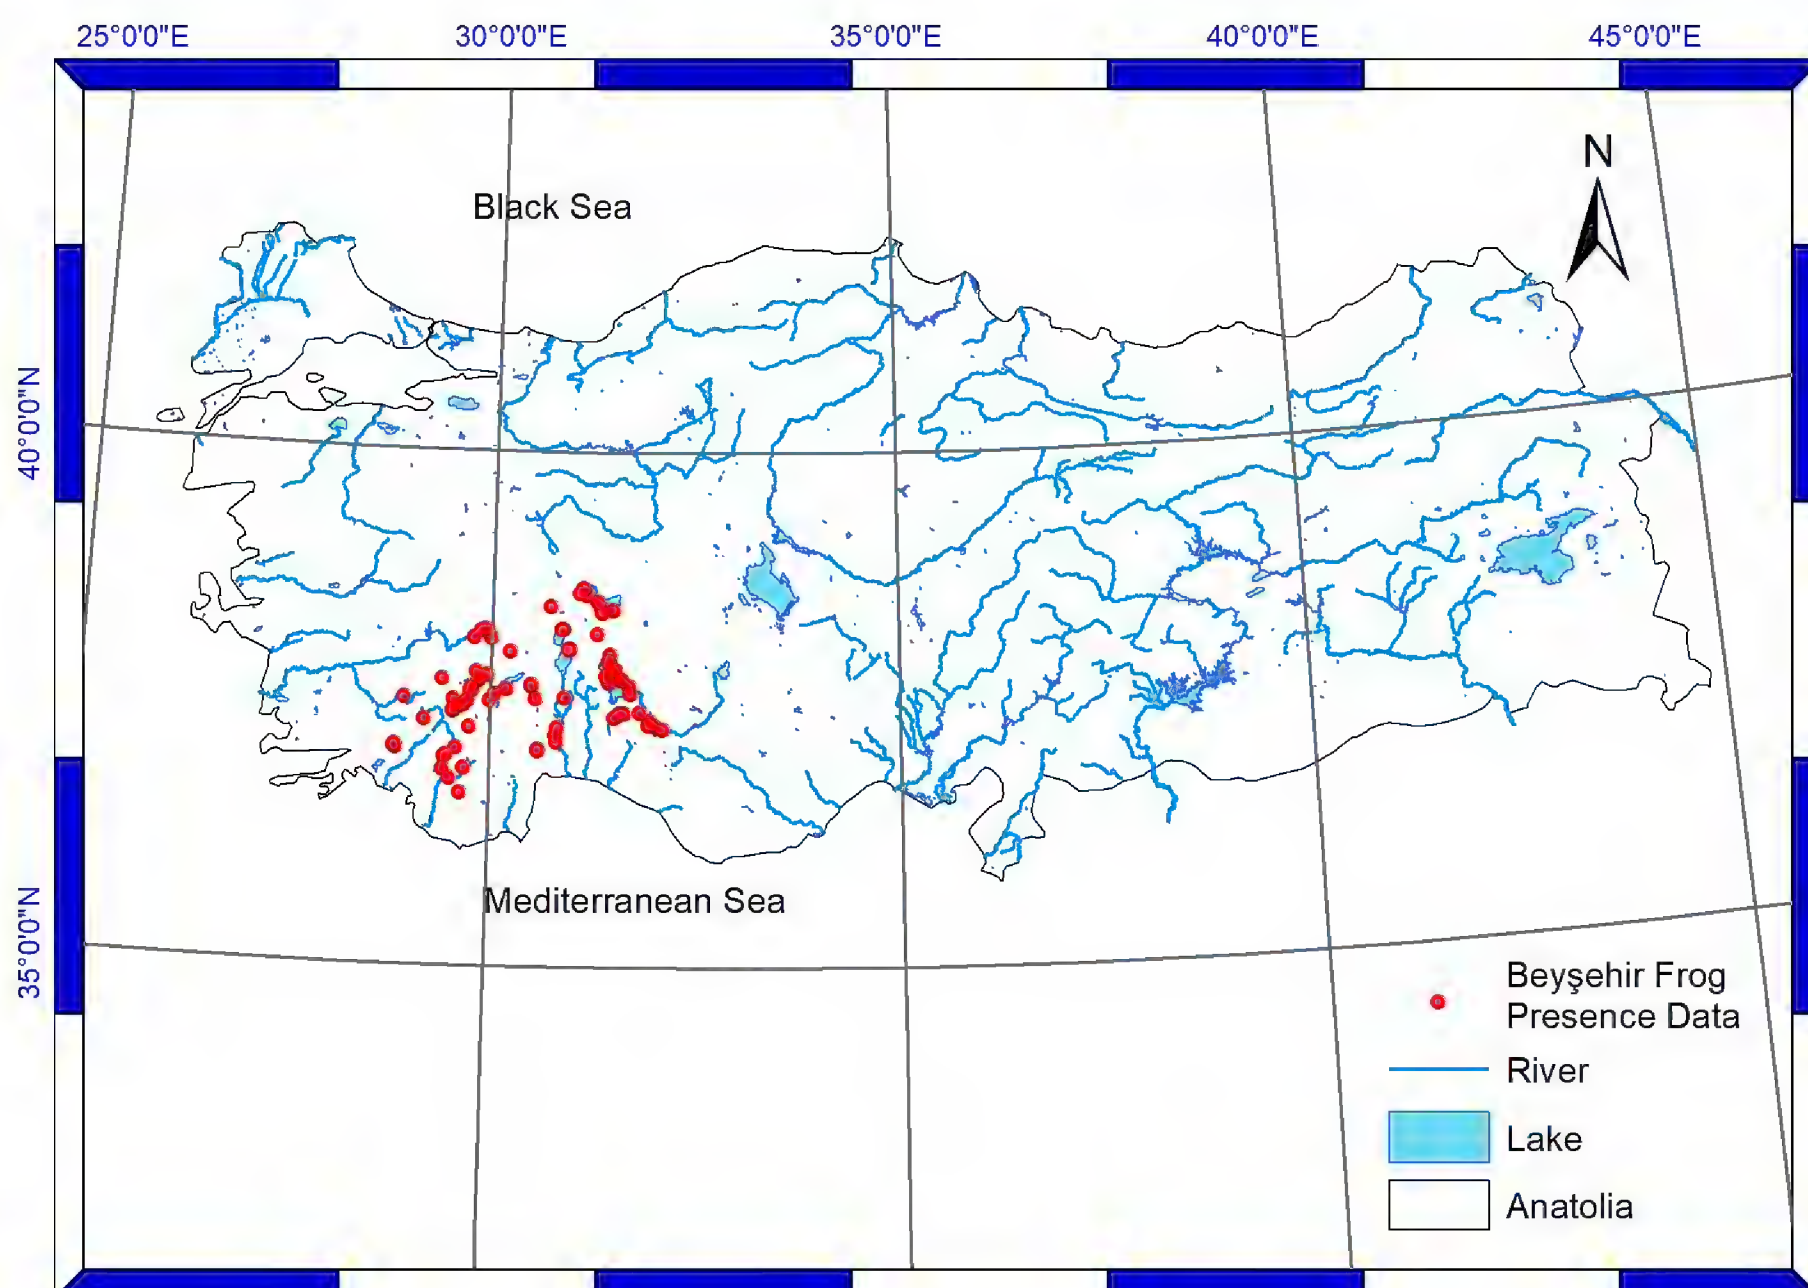 25°0'0"E 30°0'0"E 35°0'0"E 40°0'0"E 45°0'0"E
N
Black Sea
40°0'0"N
Mediterranean Sea
35°0'0"N
Beyşehir Frog
Presence Data
River
Lake
Anatolia